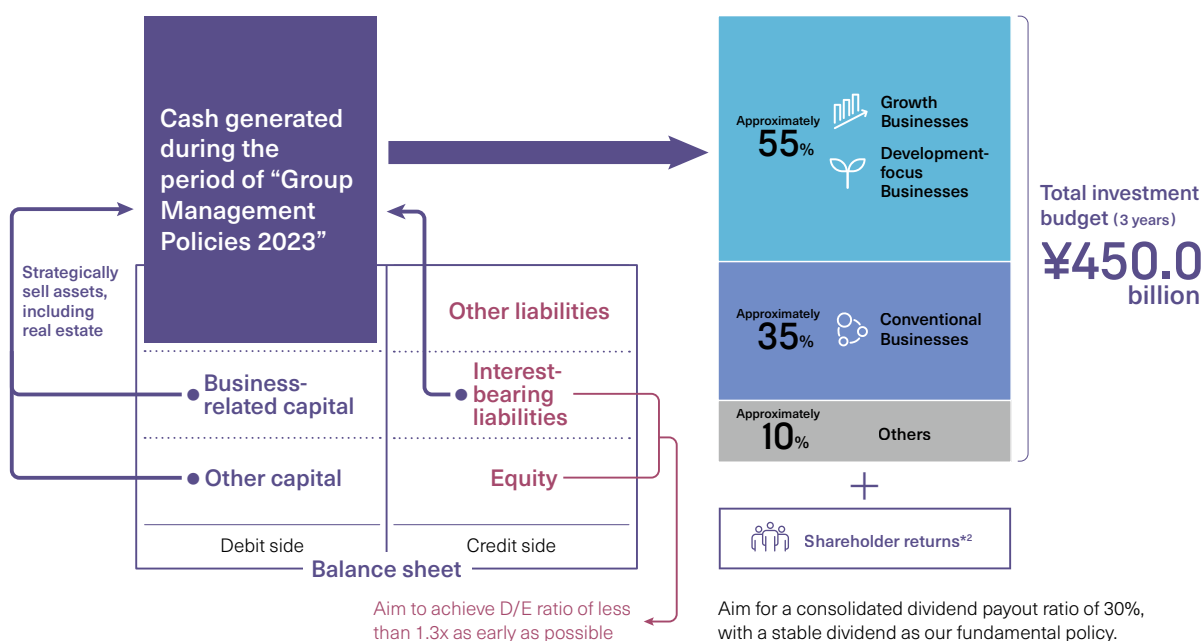 Cash generated
during the
period of “Group
Management
Policies 2023”
Strategically
sell assets,
including
real estate
Other liabilities
Business-
related capital
Interest-
bearing
liabilities
Other capital
Equity
Debit side
Credit side
Balance sheet
Aim to achieve D/E ratio of less
than 1.3x as early as possible
Approximately
55%
Growth
Businesses
Development-
focus
Businesses
Approximately
35%
Conventional
Businesses
Approximately
10%
Others
Total investment
budget (3 years)
¥450.0
billion
+
Shareholder returns*2
Aim for a consolidated dividend payout ratio of 30%,
with a stable dividend as our fundamental policy.